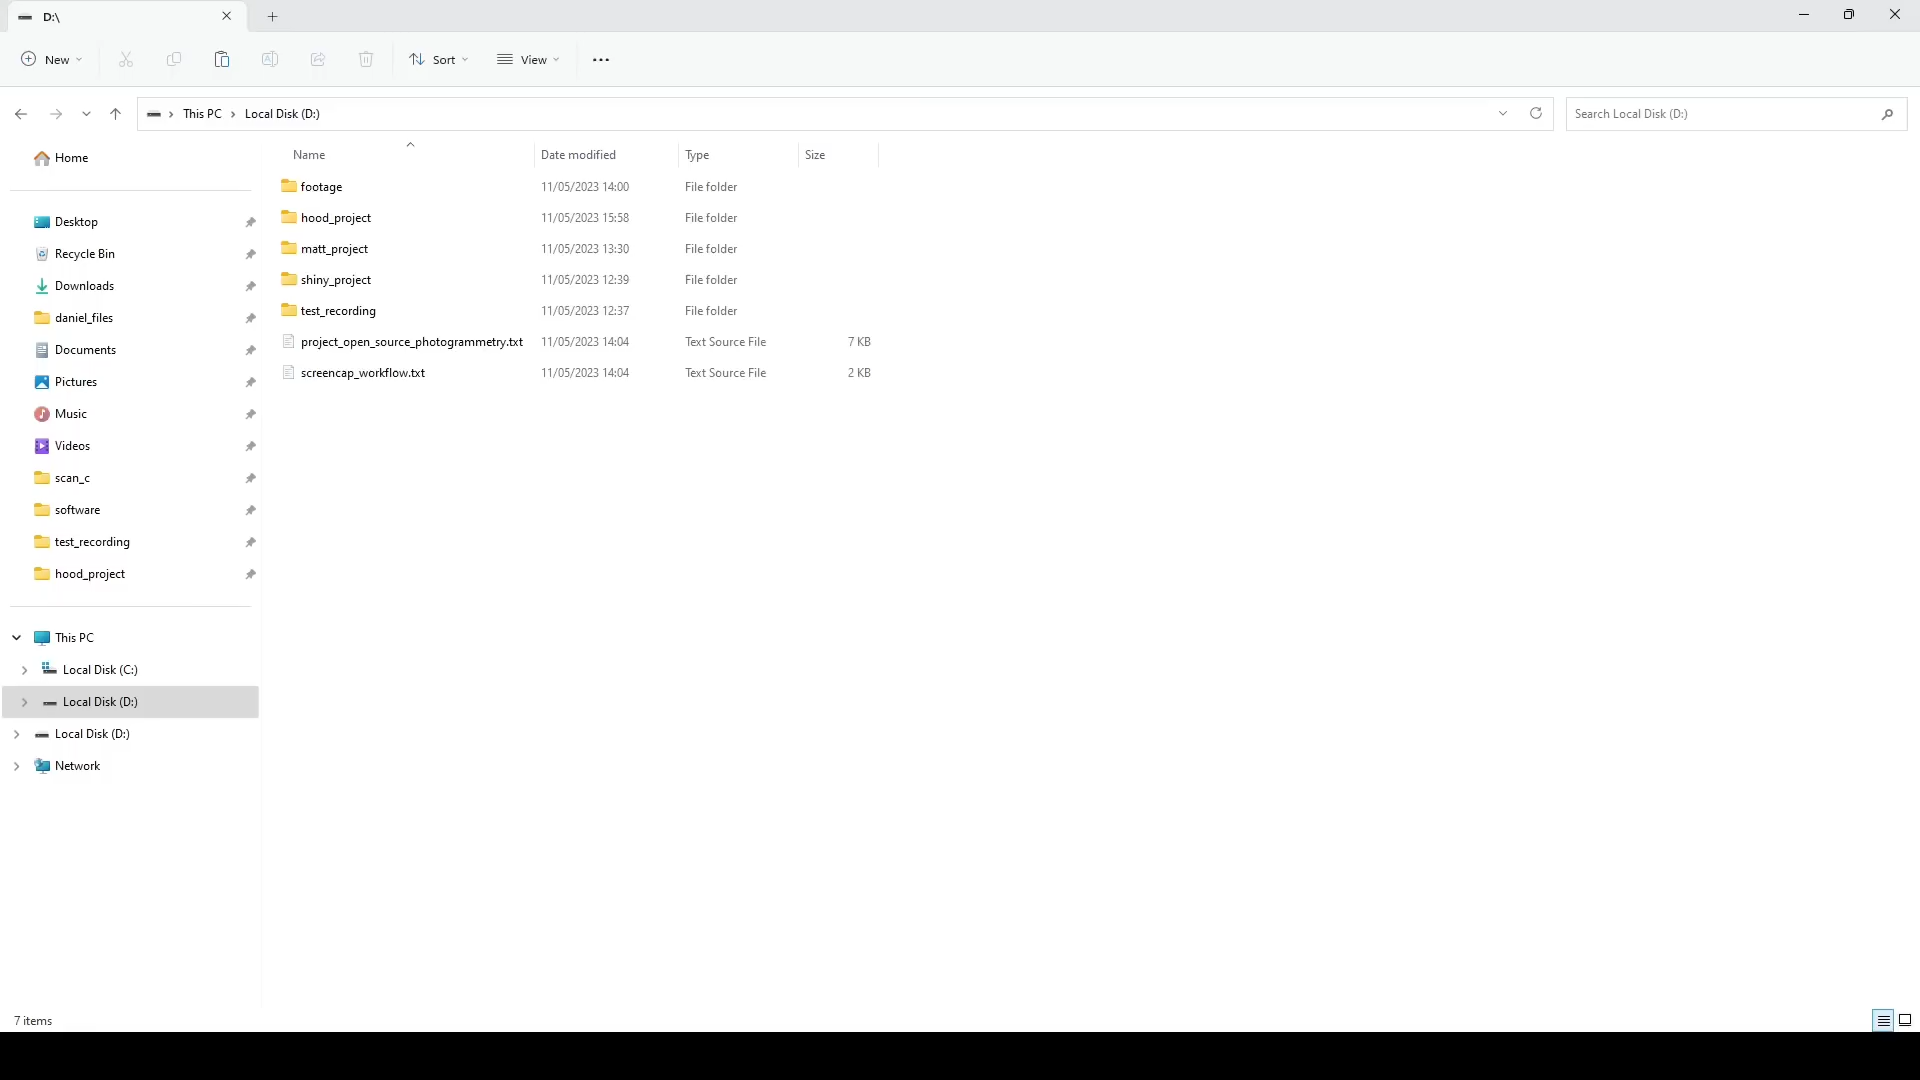 D:\
New
Sort
View
This PC
Local Disk (D:)
Search Local Disk (D:)
Home
Desktop
Recycle Bin
Downloads
daniel_files
Documents
Pictures
Music
Videos
scan_c
software
test_recording
hood_project
This PC
Local Disk (C:)
Local Disk (D:)
Local Disk (D:)
Network
Name Date modified Type Size
footage 11/05/2023 14:00 File folder
hood_project 11/05/2023 15:58 File folder
matt_project 11/05/2023 13:30 File folder
shiny_project 11/05/2023 12:39 File folder
test_recording 11/05/2023 12:37 File folder
project_open_source_photogrammetry.txt 11/05/2023 14:04 Text Source File 7 KB
screencap_workflow.txt 11/05/2023 14:04 Text Source File 2 KB
7 items